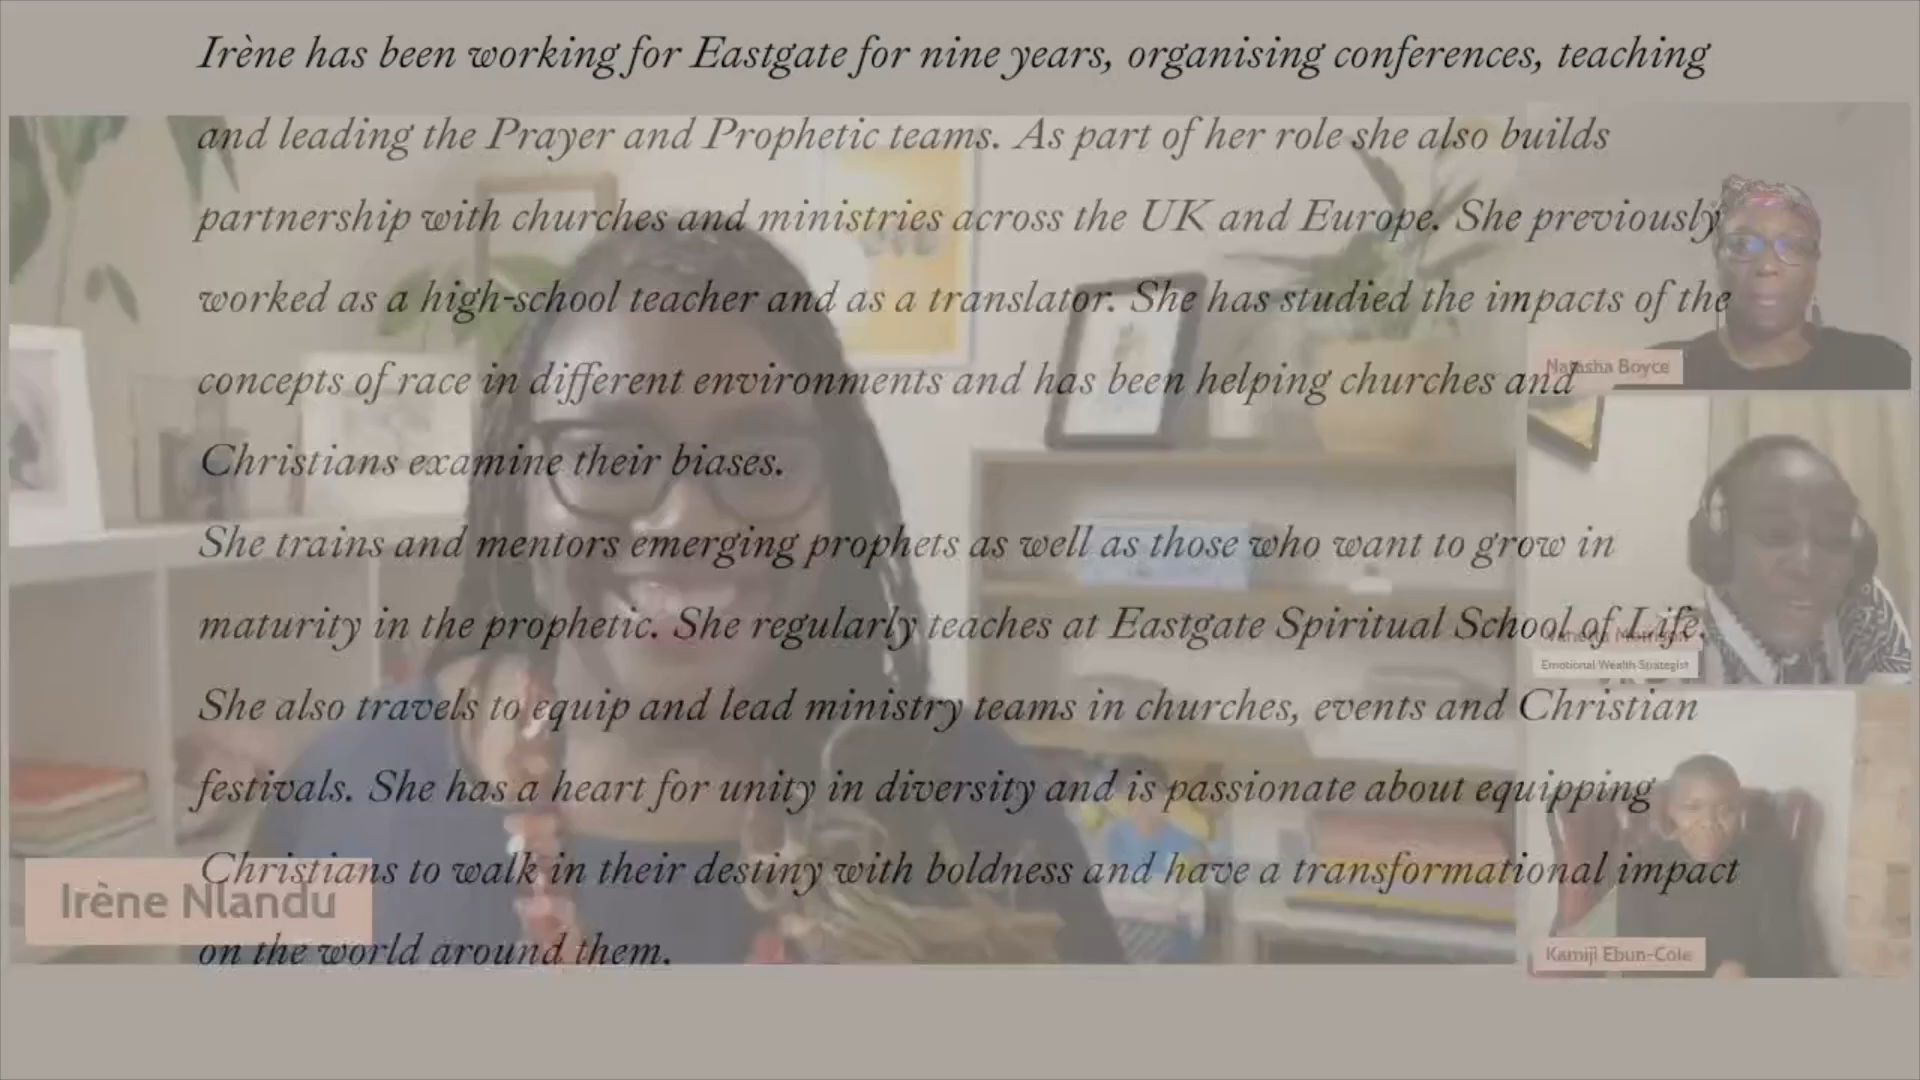 Irène has been working for Eastgate for nine years, organising conferences, teaching
and leading the Prayer and Prophetic teams. As part of her role she also builds
partnership with churches and ministries across the UK and Europe. She previously
worked as a high-school teacher and as a translator. She has studied the impacts of the
concepts of race in different environments and has been helping churches and
Christians examine their biases.
She trains and mentors emerging prophets as well as those who want to grow in
maturity in the prophetic. She regularly teaches at Eastgate Spiritual School of Life.
She also travels to equip and lead ministry teams in churches, events and Christian
festivals. She has a heart for unity in diversity and is passionate about equipping
Christians to walk in their destiny with boldness and have a transformational impact
on the world around them.
Irène Nlandu
Natasha Boyce
Morrison
Emotional Wealth Strategist
Kamiji Ebun-Cole